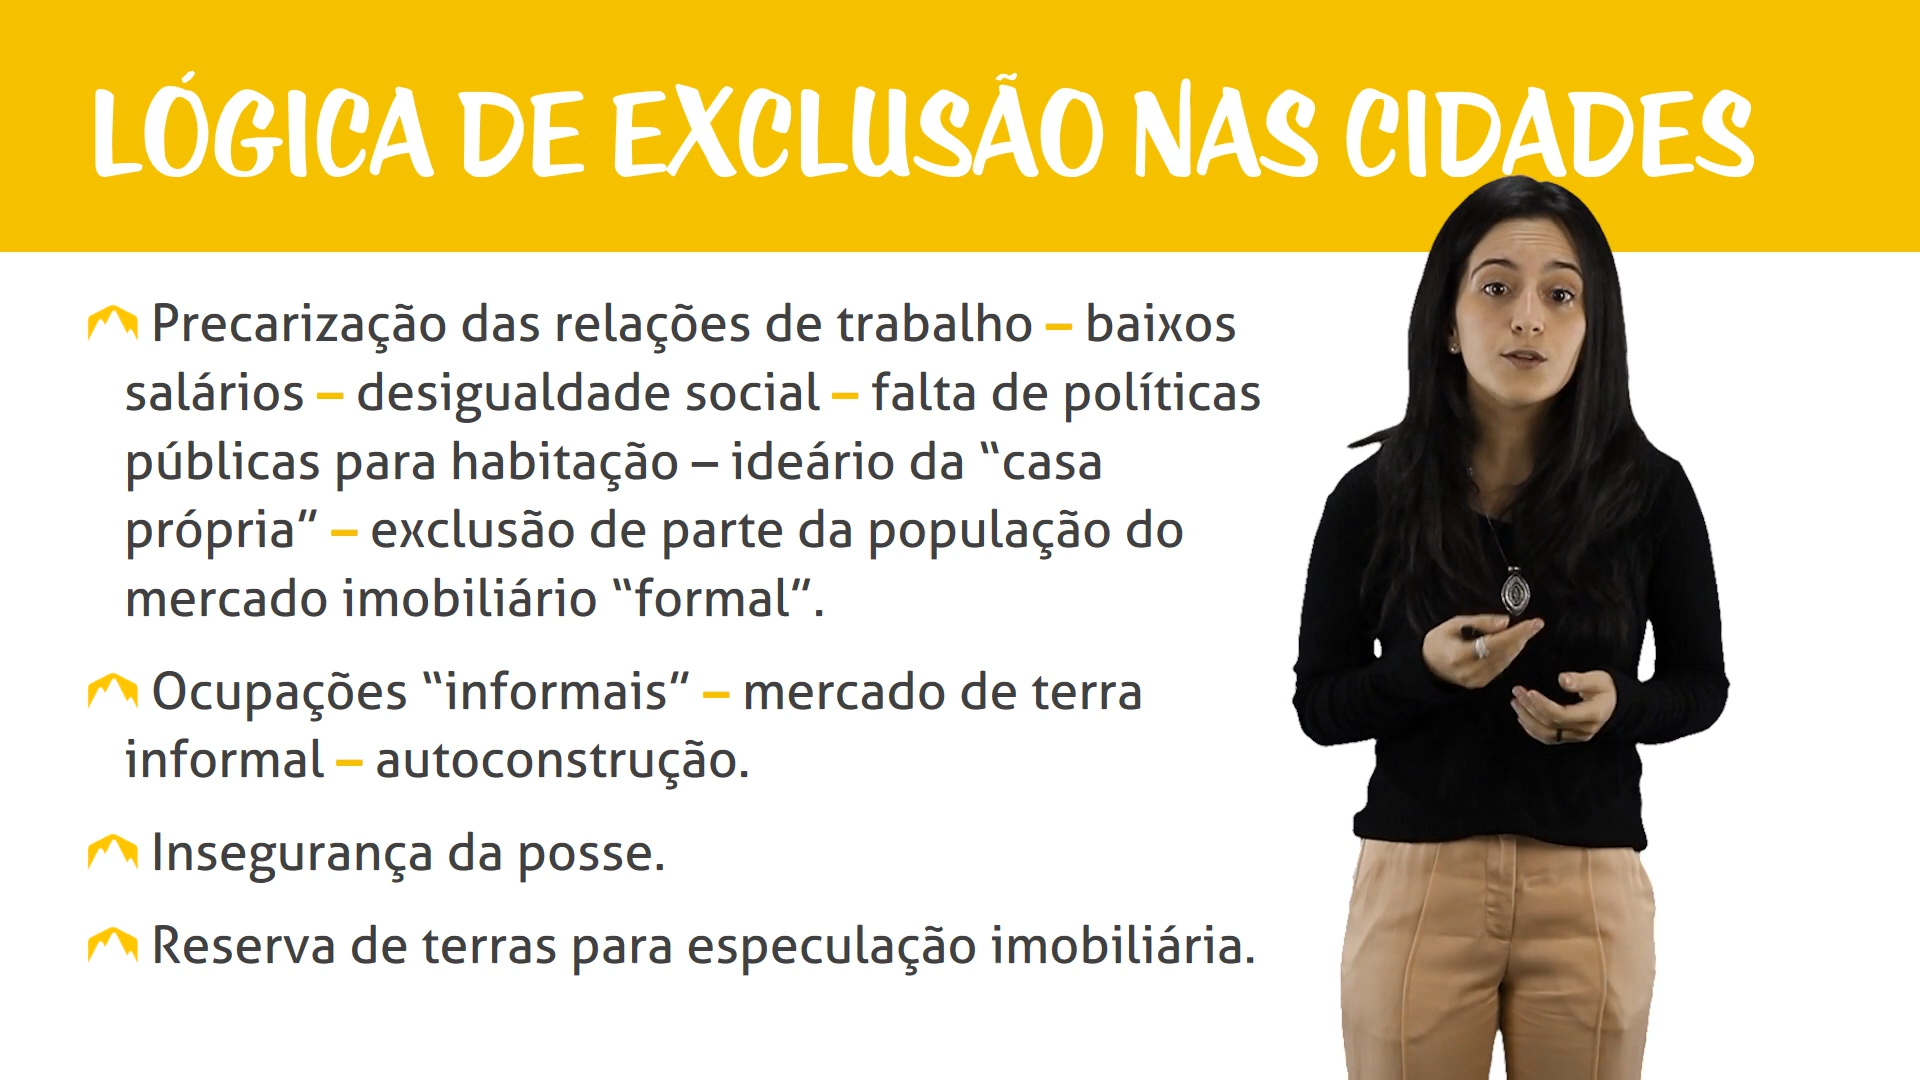 LÓGICA DE EXCLUSÃO NAS CIDADES
Precarização das relações de trabalho – baixos
salários – desigualdade social – falta de políticas
públicas para habitação – ideário da “casa
própria” – exclusão de parte da população do
mercado imobiliário “formal”.
Ocupações “informais” – mercado de terra
informal – autoconstrução.
Insegurança da posse.
Reserva de terras para especulação imobiliária.